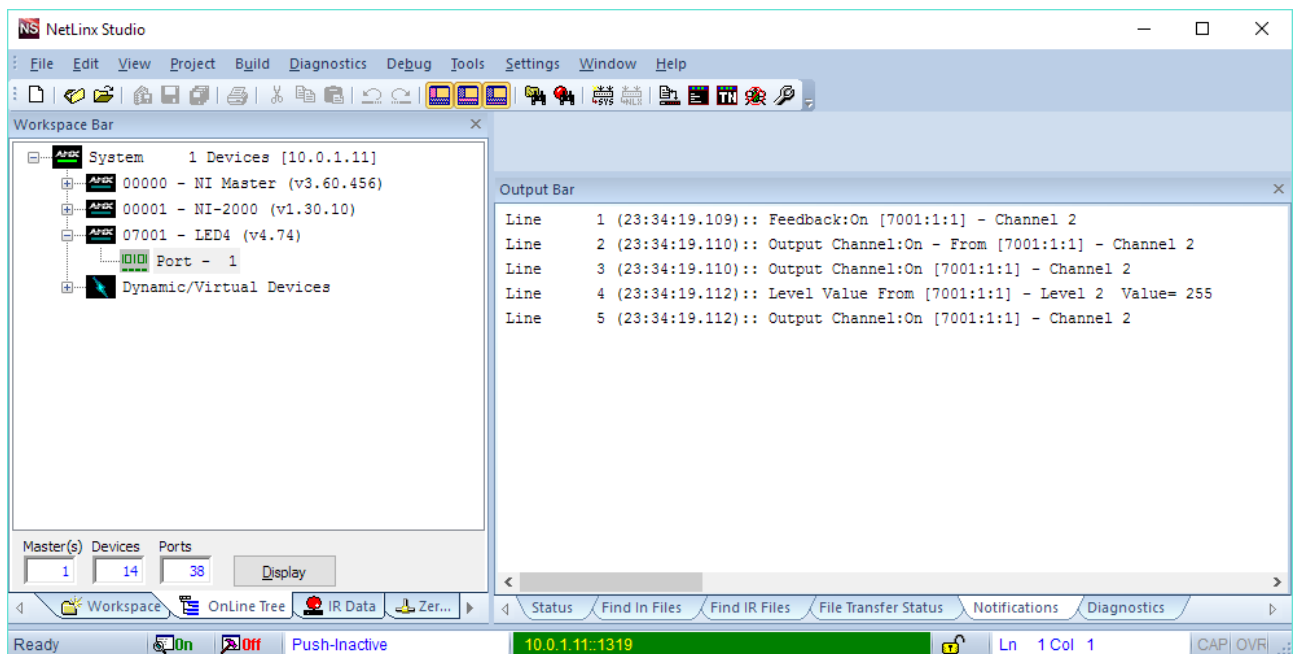 NS NetLinx Studio
File Edit View Project Build Diagnostics Debug Tools Settings Window Help
Workspace Bar
System 1 Devices [10.0.1.11]
00000 - NI Master (v3.60.456)
00001 - NI-2000 (v1.30.10)
07001 - LED4 (v4.74)
Port - 1
Dynamic/Virtual Devices
Master(s) Devices Ports
1 14 38 Display
Workspace OnLine Tree IR Data Zer...
Output Bar
Line 1 (23:34:19.109):: Feedback:On [7001:1:1] - Channel 2
Line 2 (23:34:19.110):: Output Channel:On - From [7001:1:1] - Channel 2
Line 3 (23:34:19.110):: Output Channel:On [7001:1:1] - Channel 2
Line 4 (23:34:19.112):: Level Value From [7001:1:1] - Level 2 Value= 255
Line 5 (23:34:19.112):: Output Channel:On [7001:1:1] - Channel 2
Status Find In Files Find IR Files File Transfer Status Notifications Diagnostics
Ready On Off Push-Inactive 10.0.1.11::1319 Ln 1 Col 1 CAP OVR